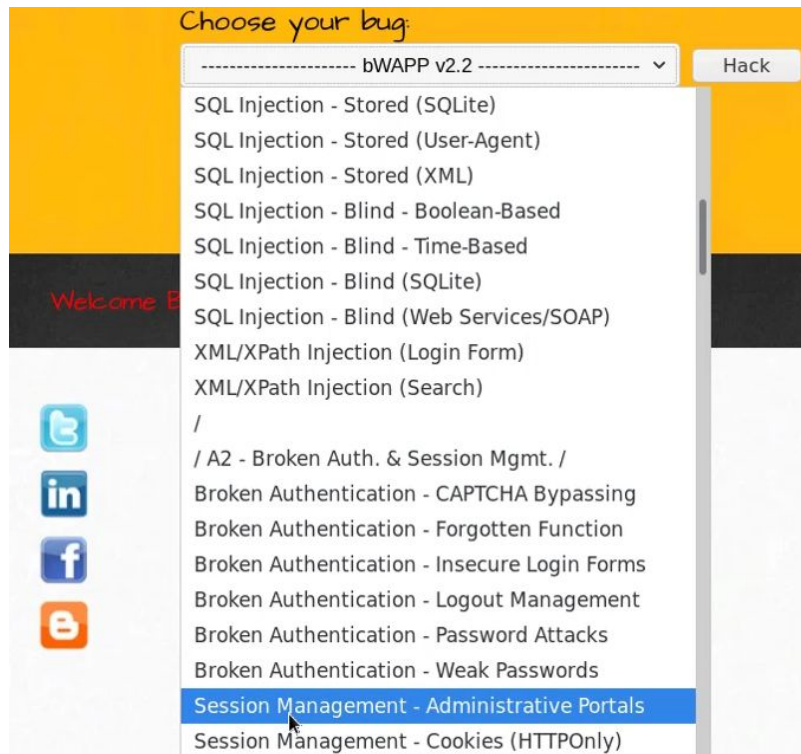 Choose your bug:
---------------------- bWAPP v2.2 ----------------------- Hack
SQL Injection - Stored (SQLite)
SQL Injection - Stored (User-Agent)
SQL Injection - Stored (XML)
SQL Injection - Blind - Boolean-Based
SQL Injection - Blind - Time-Based
SQL Injection - Blind (SQLite)
Welcome B
SQL Injection - Blind (Web Services/SOAP)
XML/XPath Injection (Login Form)
XML/XPath Injection (Search)
/
/ A2 - Broken Auth. & Session Mgmt. /
Broken Authentication - CAPTCHA Bypassing
in
Broken Authentication - Forgotten Function
Broken Authentication - Insecure Login Forms
f
Broken Authentication - Logout Management
Broken Authentication - Password Attacks
Broken Authentication - Weak Passwords
Session Management - Administrative Portals
Session Management - Cookies (HTTPOnly)